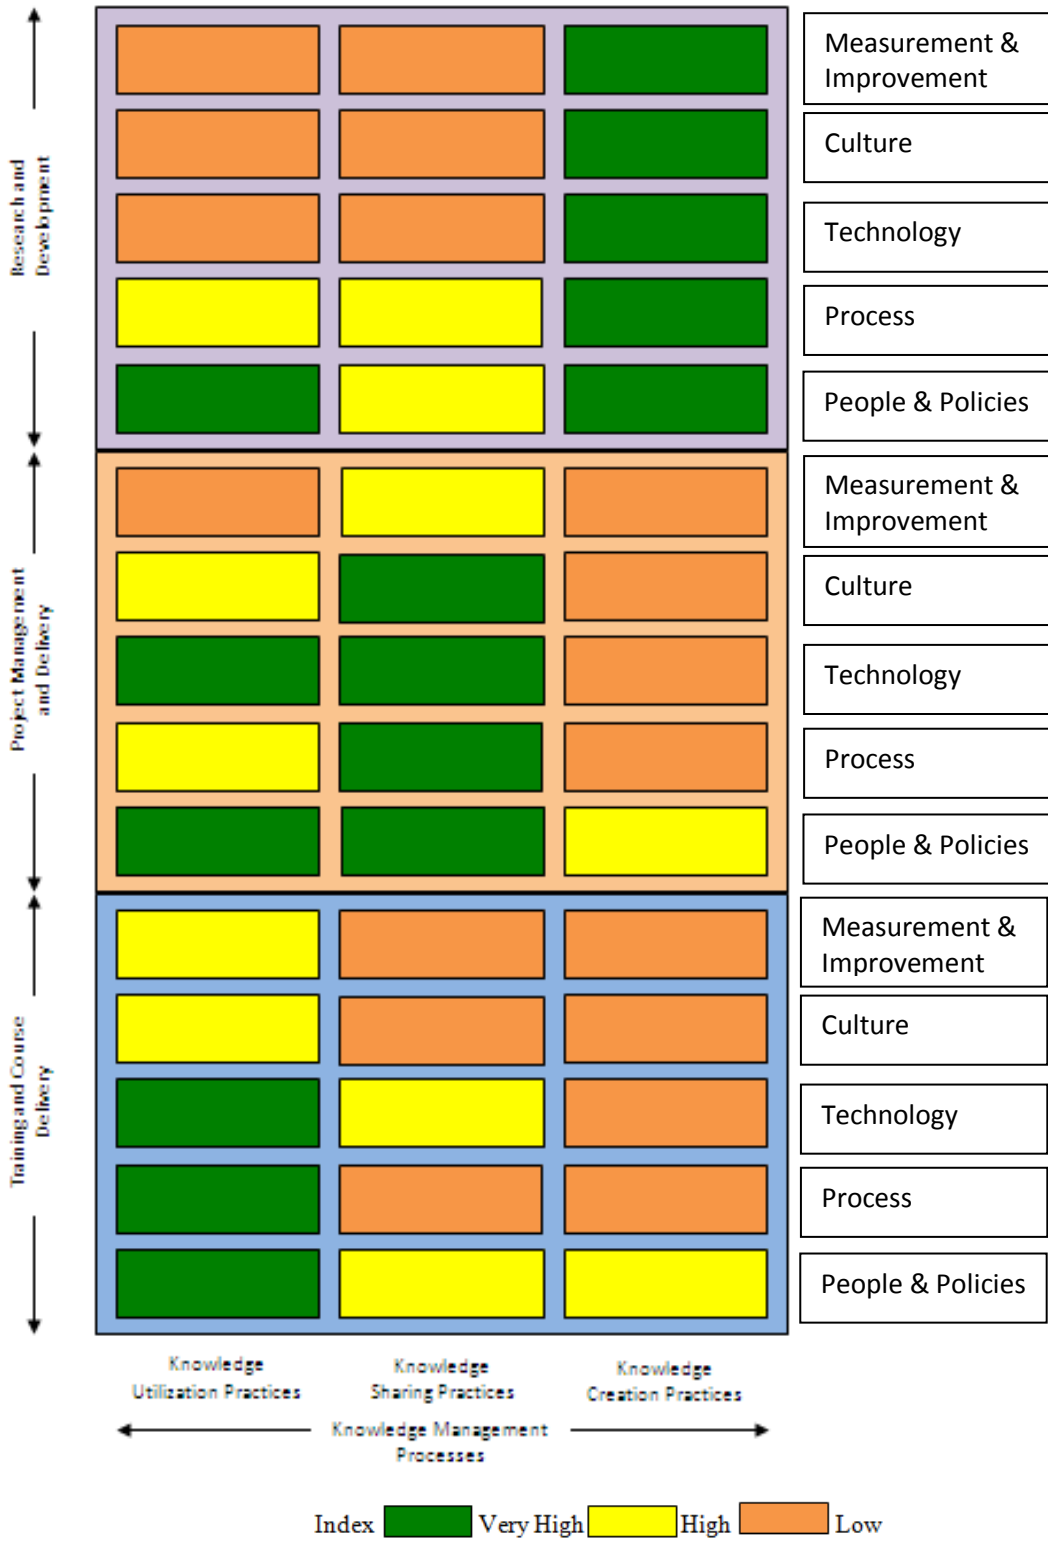 Measurement &
Improvement
Culture
Technology
Process
People & Policies
Research and
Development
Measurement &
Improvement
Culture
Technology
Process
People & Policies
Project Management
and Delivery
Measurement &
Improvement
Culture
Technology
Process
People & Policies
Training and Course
Delivery
Knowledge
Utilization Practices
Knowledge
Sharing Practices
Knowledge
Creation Practices
Knowledge Management
Processes
Index Very High High Low